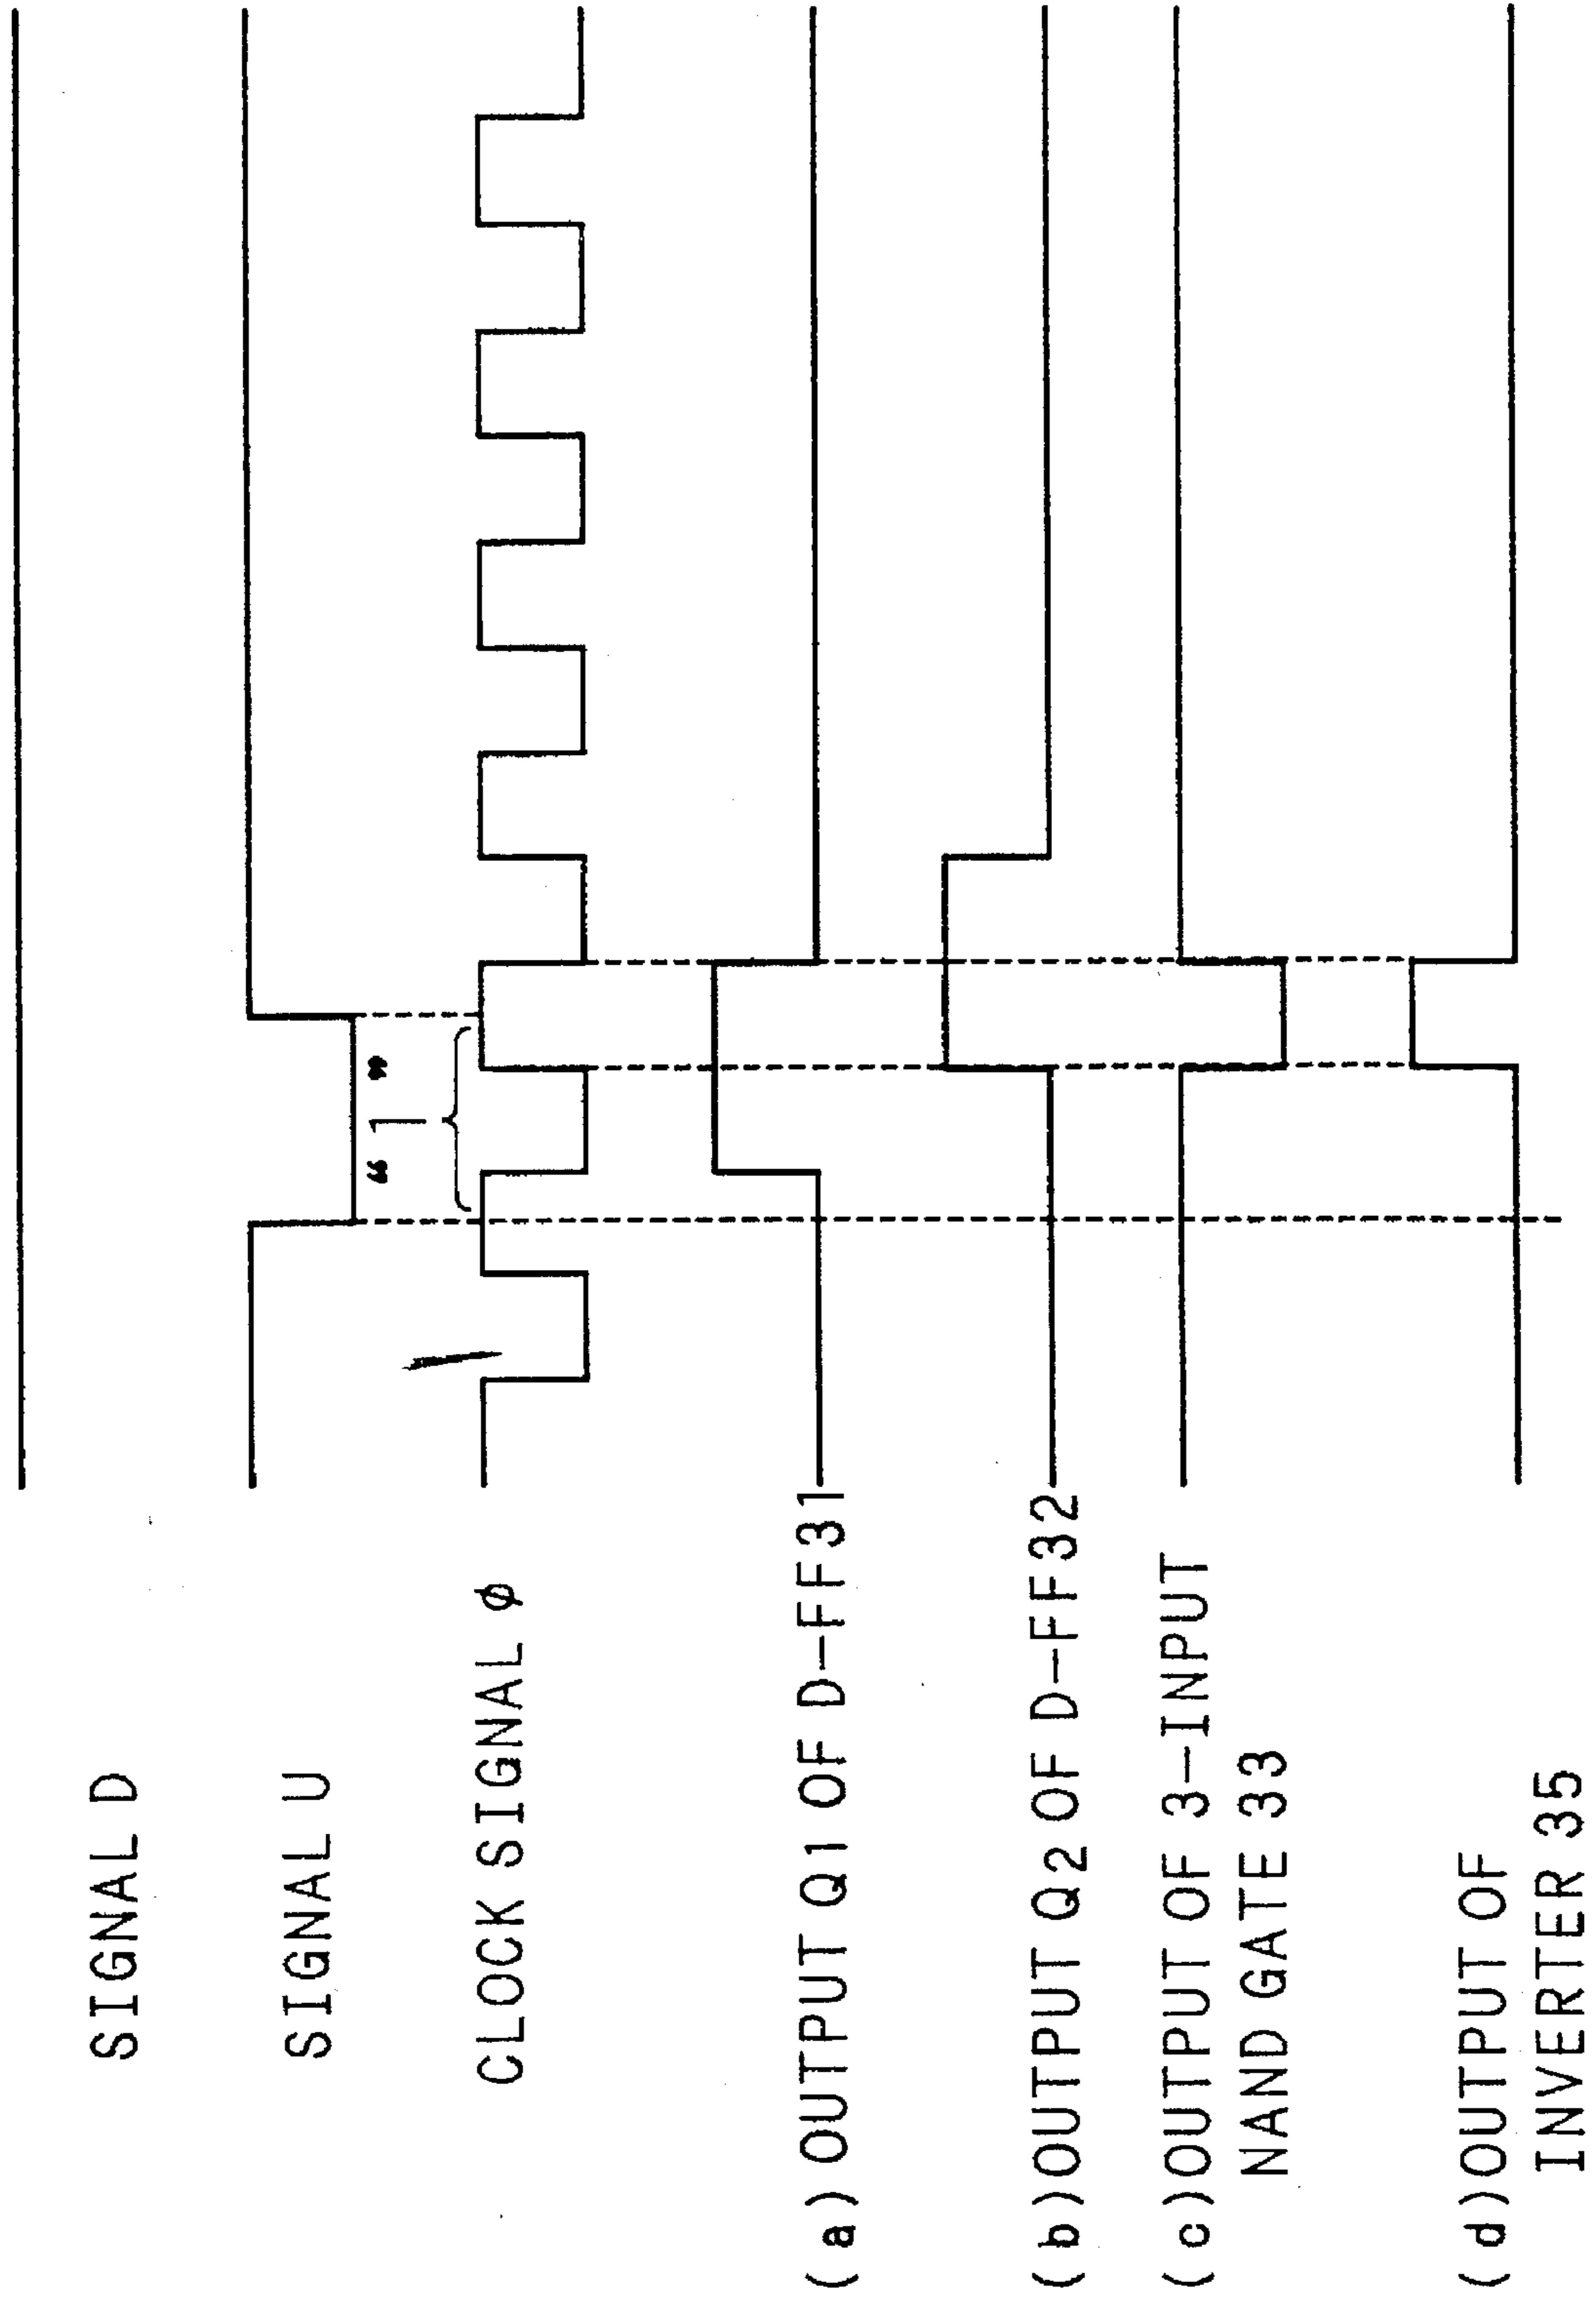 SIGNAL D
SIGNAL U
“1”
CLOCK SIGNAL φ
(a) OUTPUT Q1 OF D-FF31
(b) OUTPUT Q2 OF D-FF32
(c) OUTPUT OF 3-INPUT
NAND GATE 33
(d) OUTPUT OF
INVERTER 35